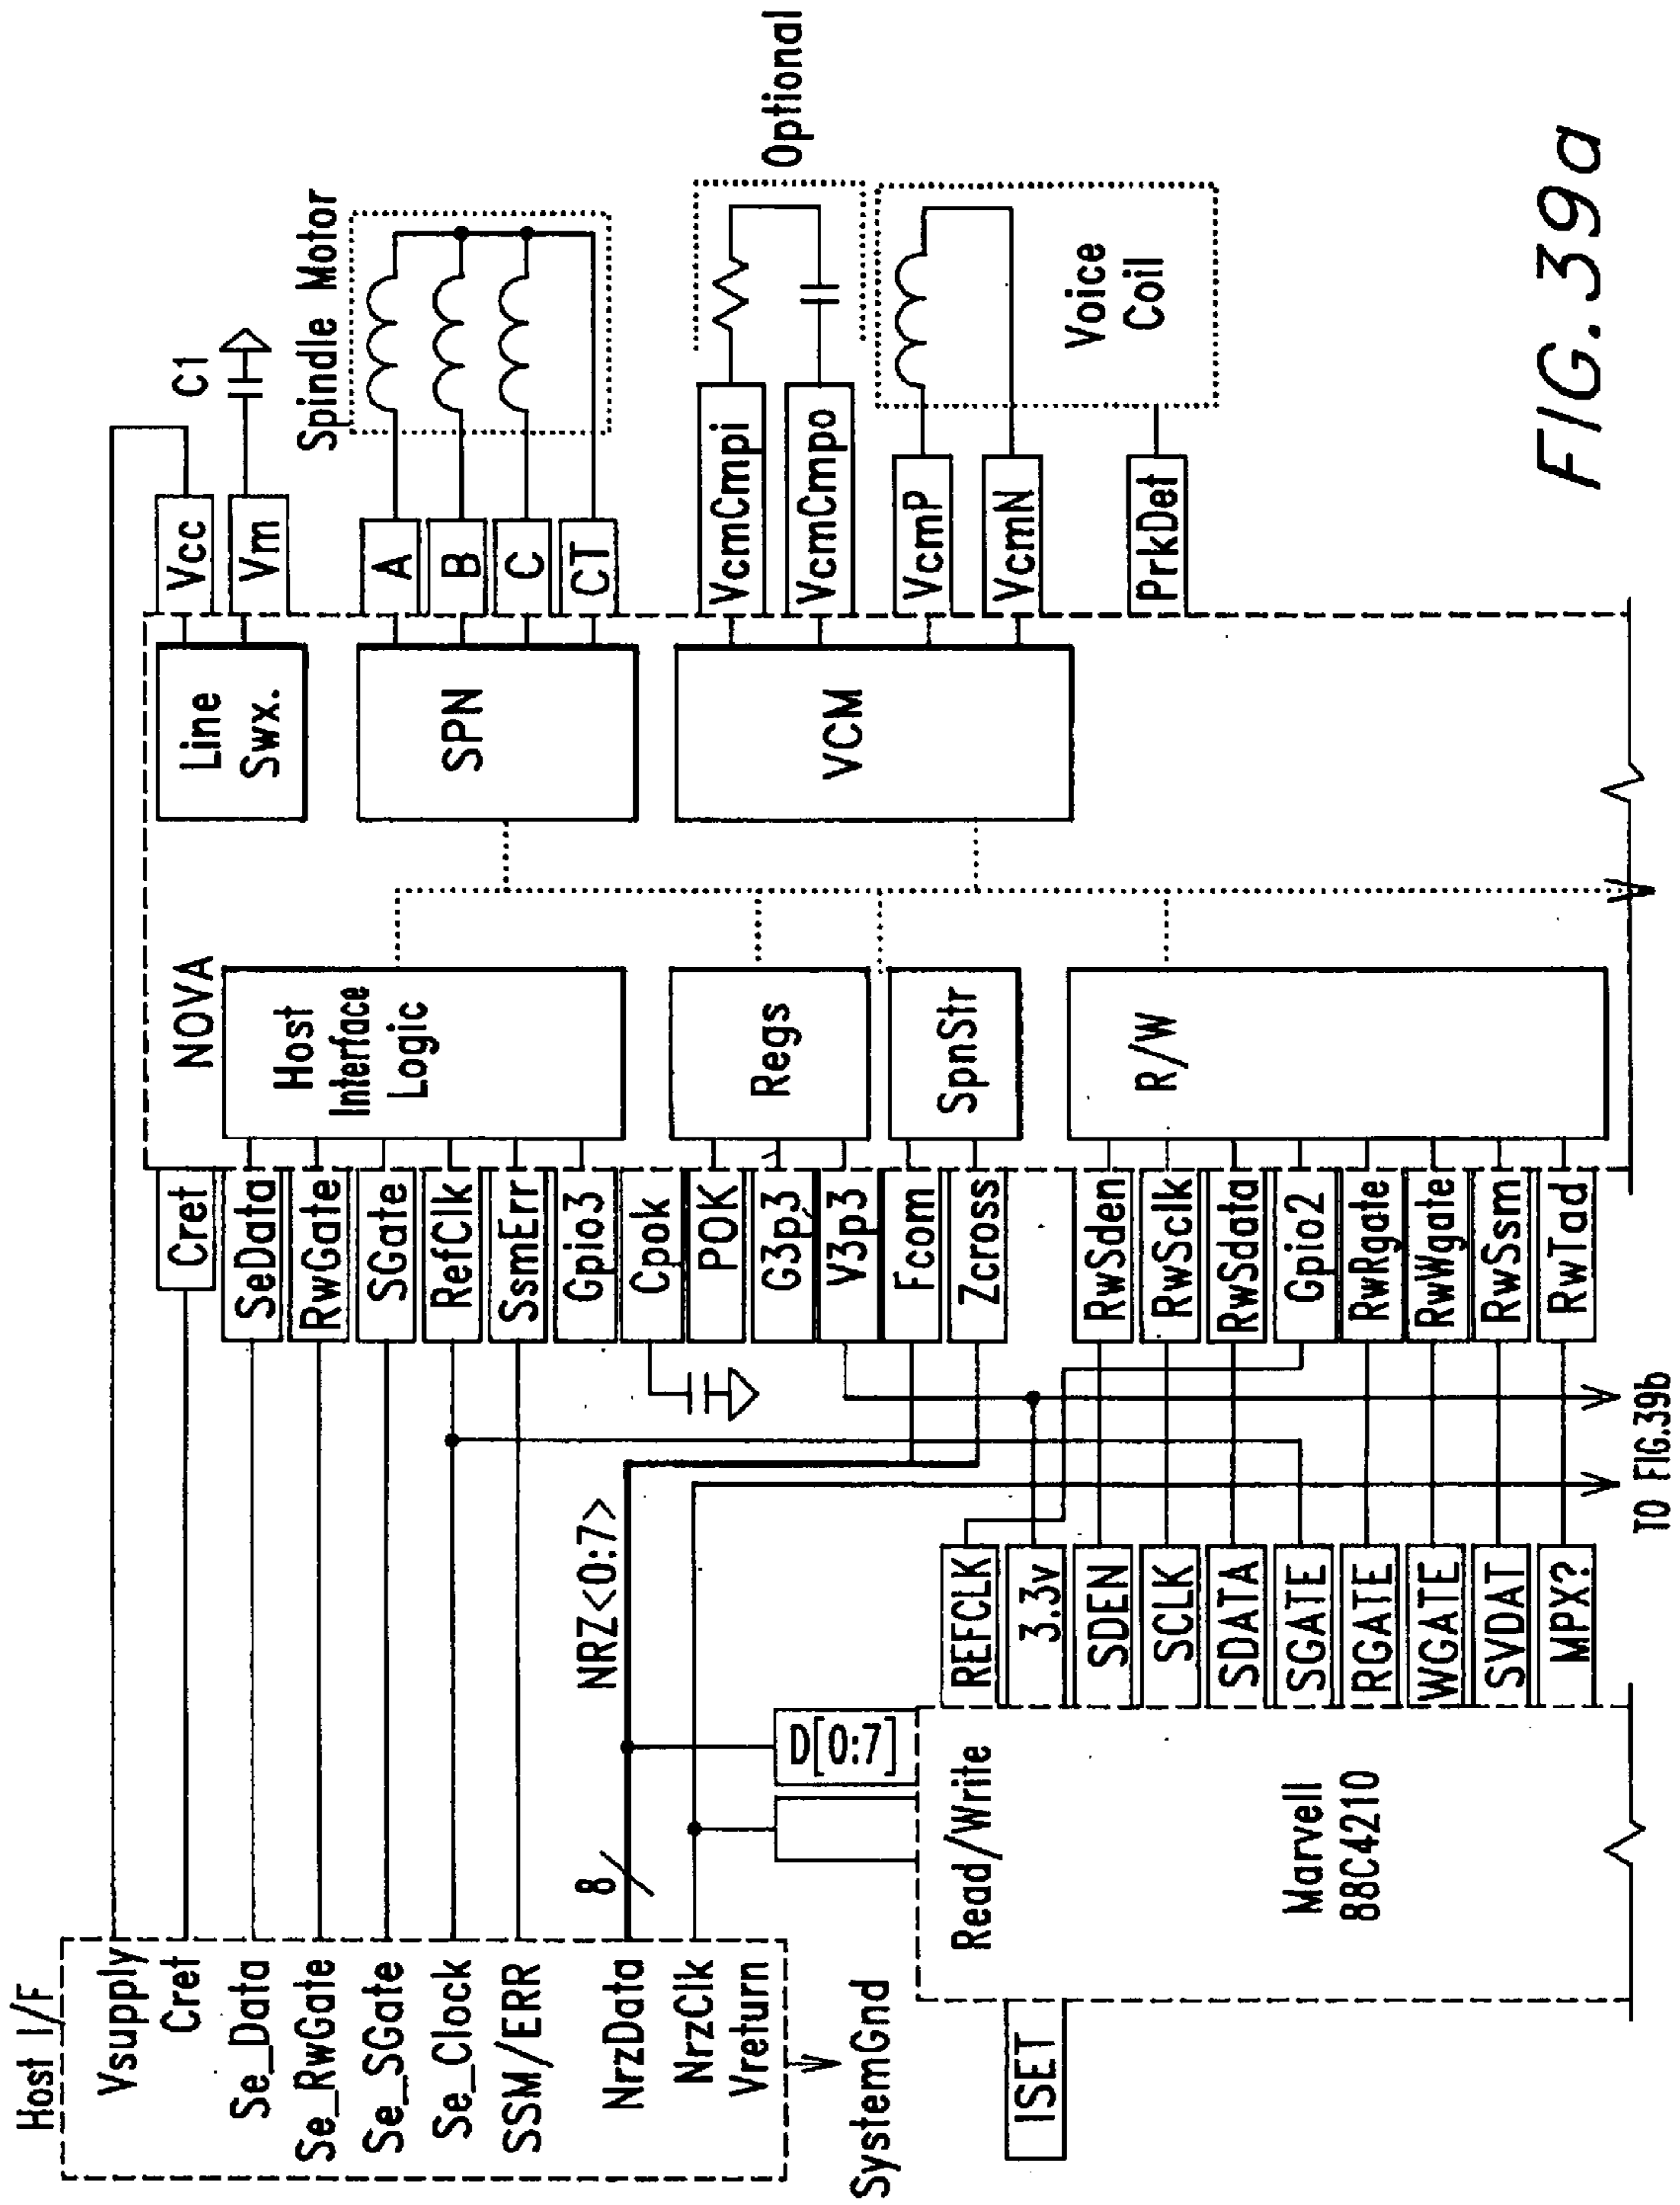 Host I/F
Vsupply
Cret
Se_Data
Se_RwGate
Se_SGate
Se_Clock
SSM/ERR
NrzData
NrzClk
Vreturn
SystemGnd
8
NRZ<0:7>
ISET
Read/Write
Marvell
88C4210
D[0:7]
REFCLK
3.3v
SDEN
SCLK
SDATA
SGATE
RGATE
WGATE
SVDAT
MPX?
TO FIG.39b
Cret
SeData
RwGate
SGate
RefClk
SsmErr
Gpio3
Cpok
POK
G3p3
V3p3
Fcom
Zcross
RwSden
RwSclk
RwSdata
Gpio2
RwRgate
RwWgate
RwSsm
RwTad
NOVA
Host
Interface
Logic
Regs
SpnStr
R/W
Line
Swx.
SPN
VCM
Vcc
Vm
A
B
C
CT
VcmCmpi
VcmCmpo
VcmP
VcmN
PrkDet
C1
Spindle Motor
Optional
Voice
Coil
FIG.39a